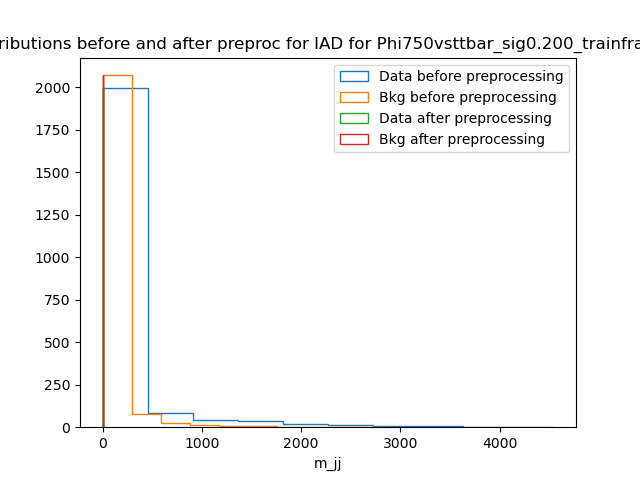 ributions before and after preproc for IAD for Phi750vsttbar_sig0.200_trainfra
Data before preprocessing
Bkg before preprocessing
Data after preprocessing
Bkg after preprocessing
2000
1750
1500
1250
1000
750
500
250
0
0 1000 2000 3000 4000
m_jj